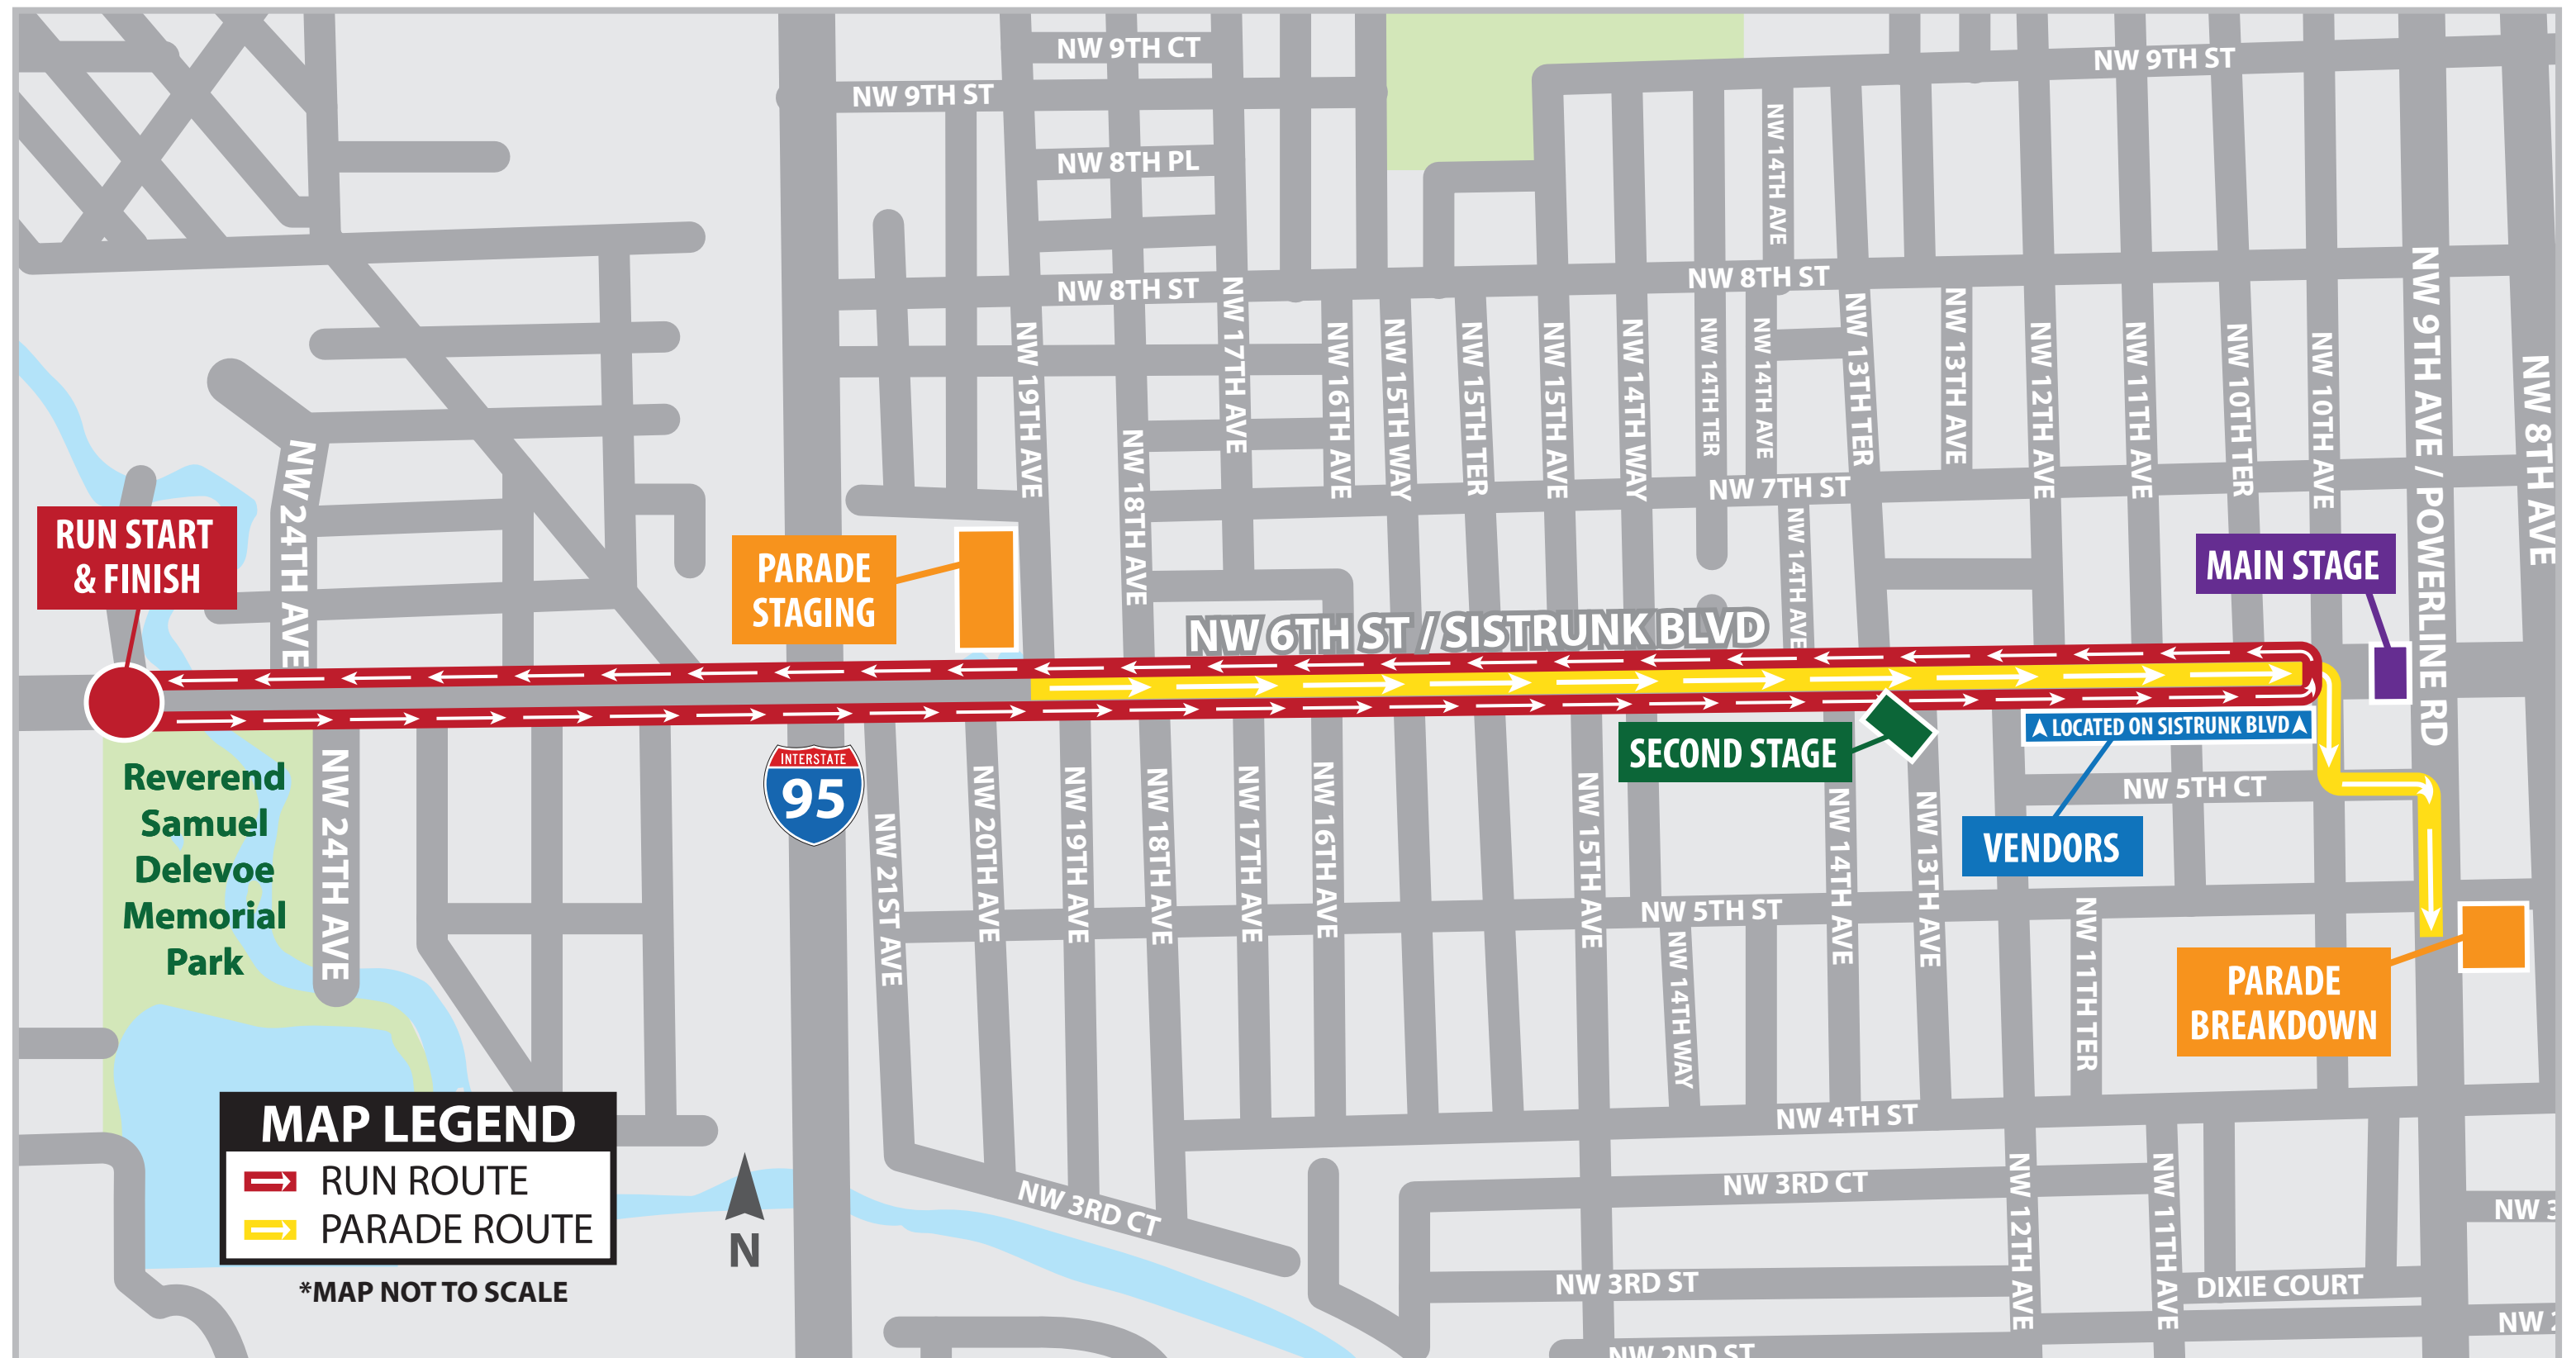 NW 9TH CT
NW 9TH ST
NW 9TH ST
NW 8TH PL
NW 14TH AVE
NW 8TH ST
NW 8TH ST
NW 19TH AVE
NW 18TH AVE
NW 17TH AVE
NW 16TH AVE
NW 15TH WAY
NW 15TH TER
NW 15TH AVE
NW 14TH WAY
NW 14TH TER
NW 14TH AVE
NW 13TH TER
NW 13TH AVE
NW 12TH AVE
NW 11TH AVE
NW 10TH TER
NW 10TH AVE
NW 9TH AVE / POWERLINE RD
NW 8TH AVE
NW 7TH ST
NW 14TH AVE
NW 24TH AVE
RUN START
& FINISH
PARADE
STAGING
MAIN STAGE
NW 6TH ST / SISTRUNK BLVD
LOCATED ON SISTRUNK BLVD
SECOND STAGE
VENDORS
NW 5TH CT
INTERSTATE
95
Reverend
Samuel
Delevoe
Memorial
Park
NW 24TH AVE
NW 21ST AVE
NW 20TH AVE
NW 19TH AVE
NW 18TH AVE
NW 17TH AVE
NW 16TH AVE
NW 15TH AVE
NW 14TH AVE
NW 13TH AVE
NW 5TH ST
NW 14TH WAY
NW 11TH TER
PARADE
BREAKDOWN
NW 4TH ST
NW 3RD CT
NW 3RD CT
NW 12TH AVE
NW 11TH AVE
NW 3
NW 3RD ST
DIXIE COURT
NW 2
NW 2ND ST
MAP LEGEND
RUN ROUTE
PARADE ROUTE
*MAP NOT TO SCALE
N